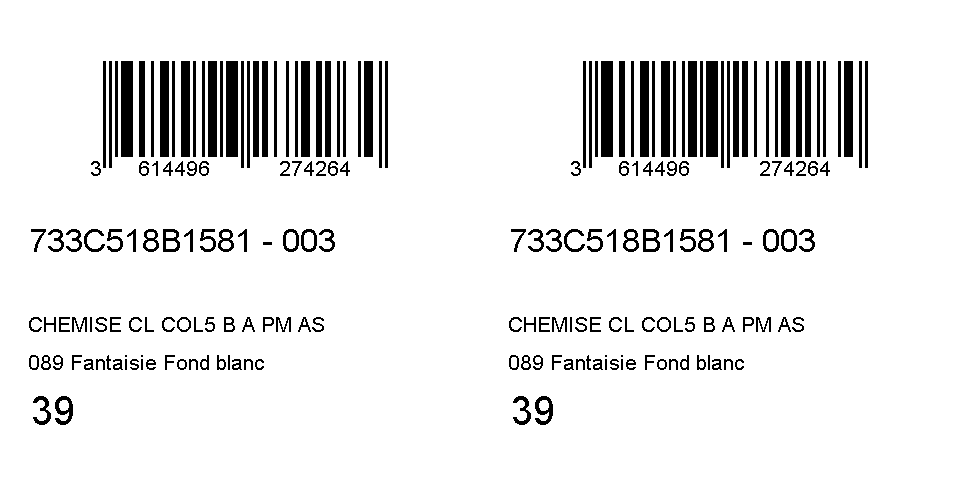 3 614496 274264
733C518B1581 - 003
CHEMISE CL COL5 B A PM AS
089 Fantaisie Fond blanc
39
3 614496 274264
733C518B1581 - 003
CHEMISE CL COL5 B A PM AS
089 Fantaisie Fond blanc
39